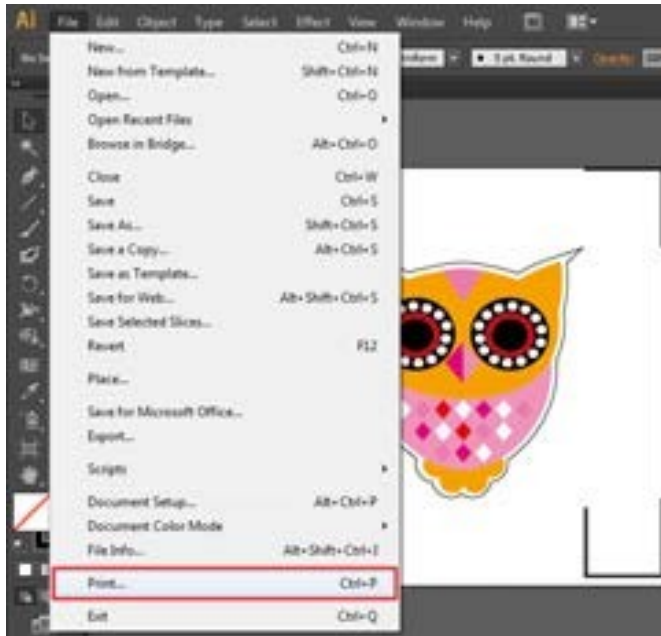 Ai File Edit Object Type Select Effect View Window Help
New... Ctrl+N
New from Template... Shift+Ctrl+N
Open... Ctrl+O
Open Recent Files
Browse in Bridge... Alt+Ctrl+O
Close Ctrl+W
Save Ctrl+S
Save As... Shift+Ctrl+S
Save a Copy... Alt+Ctrl+S
Save as Template...
Save for Web... Alt+Shift+Ctrl+S
Save Selected Slices...
Revert F12
Place...
Save for Microsoft Office...
Export...
Scripts
Document Setup... Alt+Ctrl+P
Document Color Mode
File Info... Alt+Shift+Ctrl+I
Print... Ctrl+P
Exit Ctrl+Q
5 pt. Round
Opacity